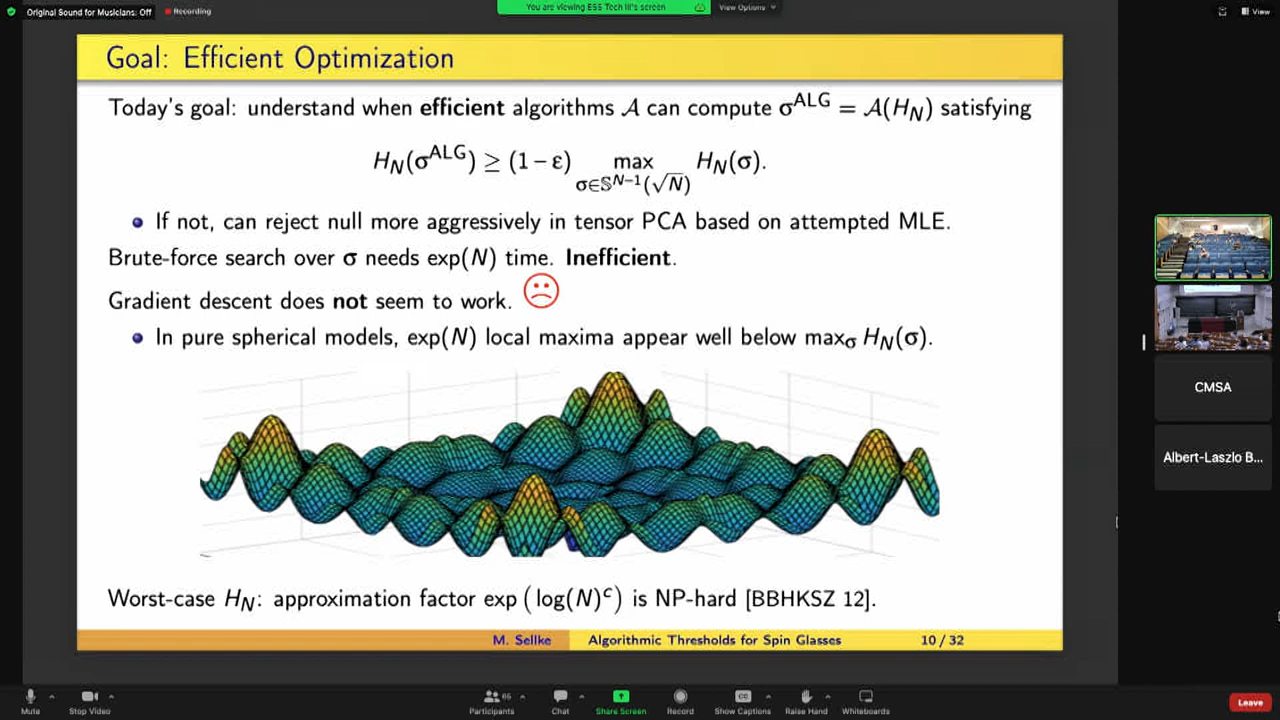 Original Sound for Musicians: Off
Recording
You are viewing ESS Tech III's screen
View Options
View
Goal: Efficient Optimization
Today's goal: understand when efficient algorithms 𝒜 can compute σ^ALG = 𝒜(H_N) satisfying
H_N(σ^ALG) ≥ (1 − ε) max_{σ∈𝕊^{N−1}(√N)} H_N(σ).
• If not, can reject null more aggressively in tensor PCA based on attempted MLE.
Brute-force search over σ needs exp(N) time. Inefficient.
Gradient descent does not seem to work. ☹
• In pure spherical models, exp(N) local maxima appear well below max_σ H_N(σ).
Worst-case H_N: approximation factor exp(log(N)^c) is NP-hard [BBHKSZ 12].
M. Sellke
Algorithmic Thresholds for Spin Glasses
10 / 32
CMSA
Albert-Laszlo B...
Mute
Stop Video
65
Participants
Chat
Share Screen
Record
CC
Show Captions
Raise Hand
Whiteboards
Leave